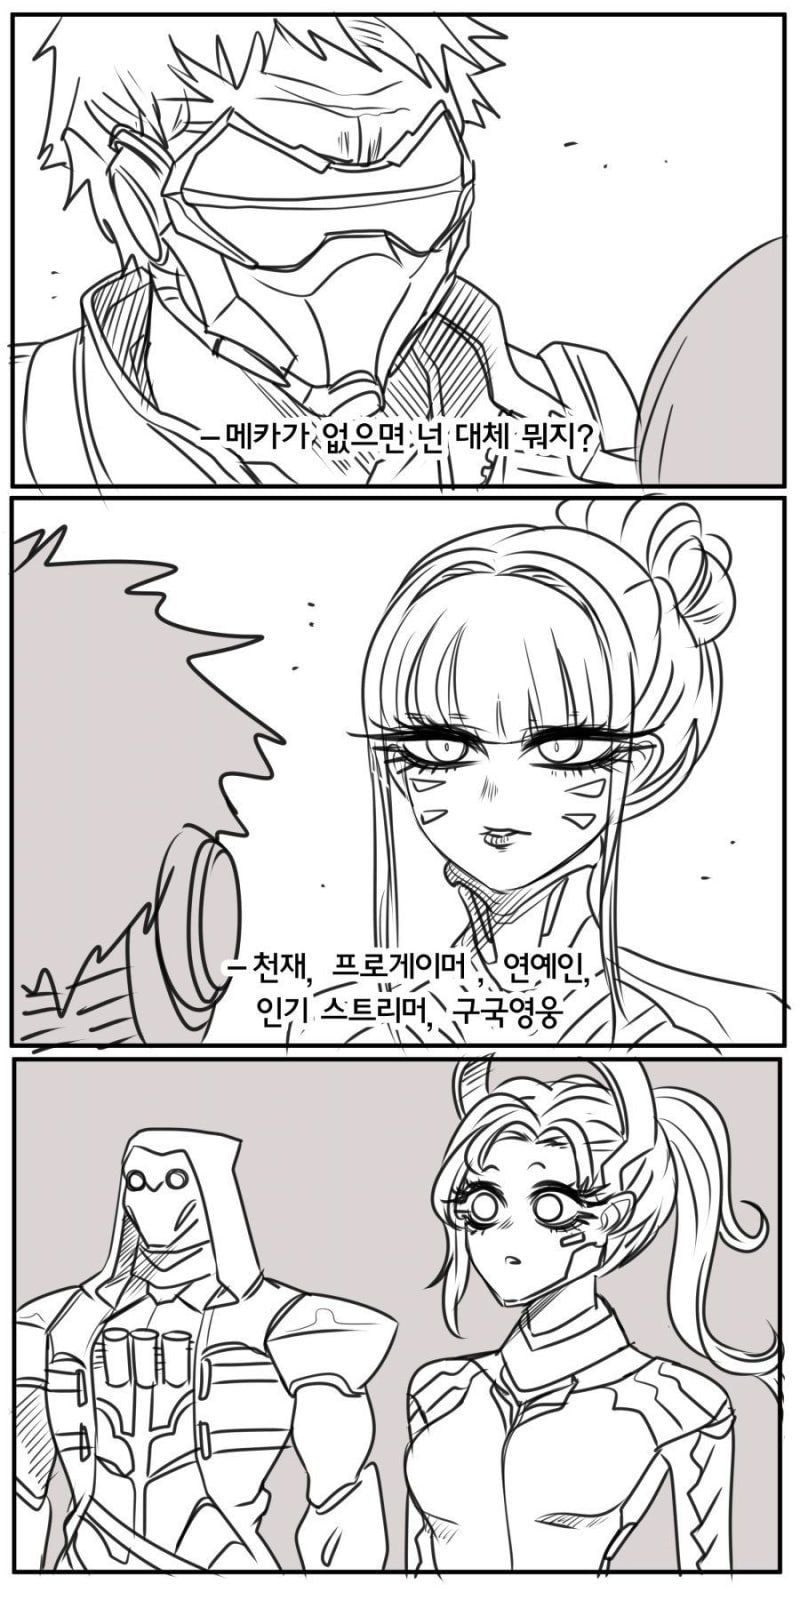 –메카가 없으면 넌 대체 뭐지?
–천재, 프로게이머, 연예인,
인기 스트리머, 구국영웅